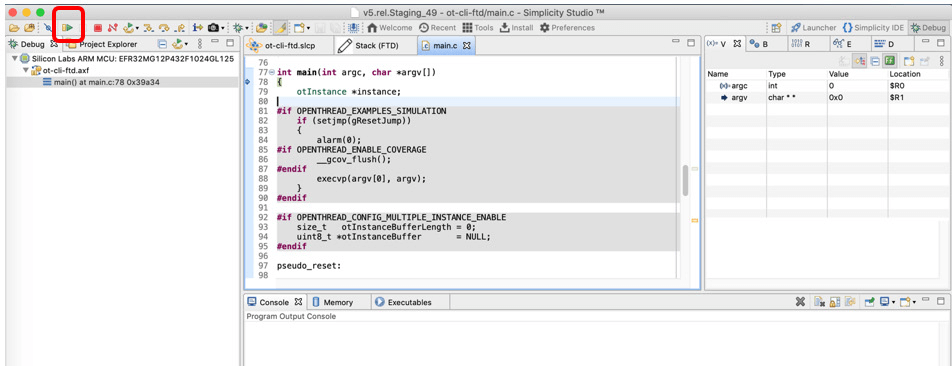 v5.rel.Staging_49 - ot-cli-ftd/main.c - Simplicity Studio ™
Welcome Recent Tools Install Preferences Launcher Simplicity IDE Debug
Debug Project Explorer
Silicon Labs ARM MCU: EFR32MG12P432F1024GL125
ot-cli-ftd.axf
main() at main.c:78 0x39a34
ot-cli-ftd.slcp Stack (FTD) main.c
76
77 int main(int argc, char *argv[])
78 {
79 otInstance *instance;
80
81 #if OPENTHREAD_EXAMPLES_SIMULATION
82 if (setjmp(gResetJump))
83 {
84 alarm(0);
85 #if OPENTHREAD_ENABLE_COVERAGE
86 __gcov_flush();
87 #endif
88 execvp(argv[0], argv);
89 }
90 #endif
91
92 #if OPENTHREAD_CONFIG_MULTIPLE_INSTANCE_ENABLE
93 size_t otInstanceBufferLength = 0;
94 uint8_t *otInstanceBuffer = NULL;
95 #endif
96
97 pseudo_reset:
98
(x)= V B R E D
Name Type Value Location
(x)= argc int 0 $R0
argv char * * 0x0 $R1
Console Memory Executables
Program Output Console